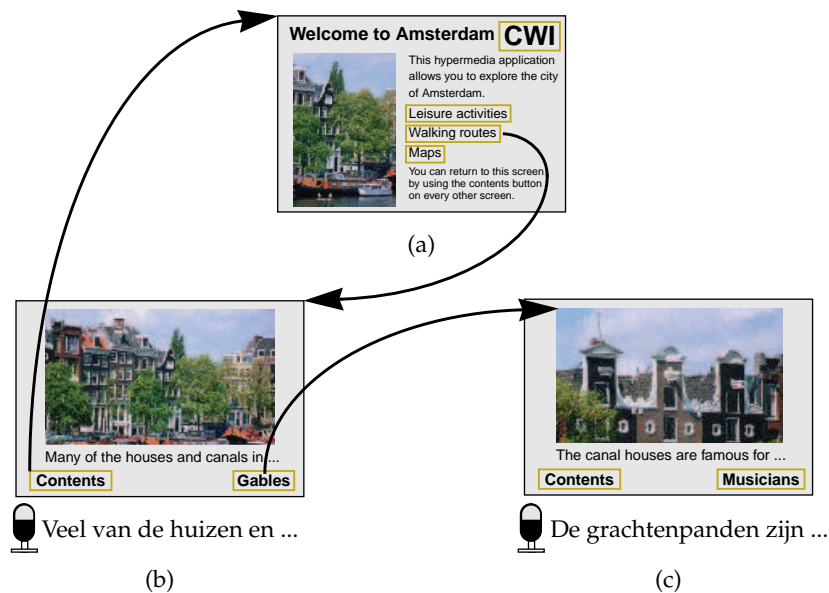 Welcome to Amsterdam CWI
This hypermedia application
allows you to explore the city
of Amsterdam.
Leisure activities
Walking routes
Maps
You can return to this screen
by using the contents button
on every other screen.
(a)
Many of the houses and canals in ...
Contents Gables
Veel van de huizen en ...
(b)
The canal houses are famous for ...
Contents Musicians
De grachtenpanden zijn ...
(c)